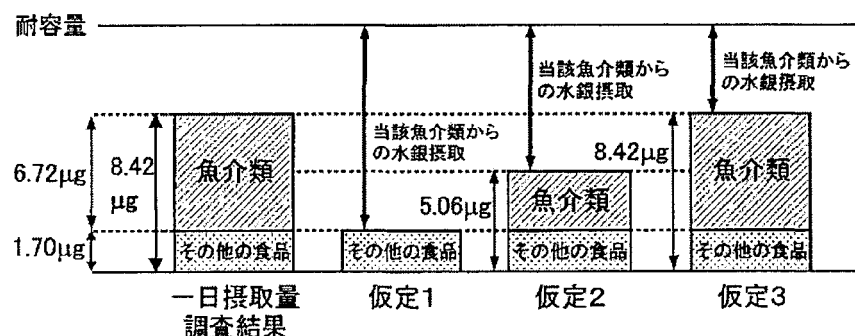 耐容量
当該魚介類から
の水銀摂取
当該魚介類から
の水銀摂取
当該魚介類から
の水銀摂取
6.72μg
8.42
μg
魚介類
5.06μg
魚介類
8.42μg
魚介類
1.70μg
その他の食品
その他の食品
その他の食品
その他の食品
一日摂取量
調査結果
仮定1
仮定2
仮定3